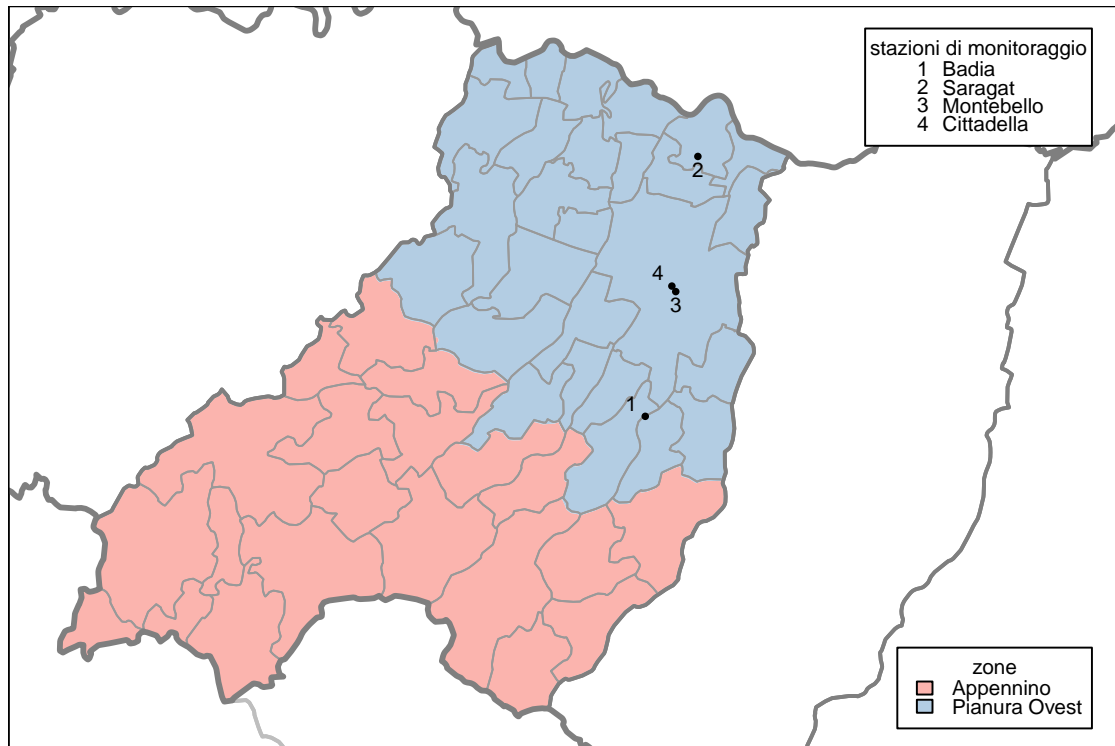 stazioni di monitoraggio
1 Badia
2 Saragat
3 Montebello
4 Cittadella
2
4
3
1
zone
Appennino
Pianura Ovest